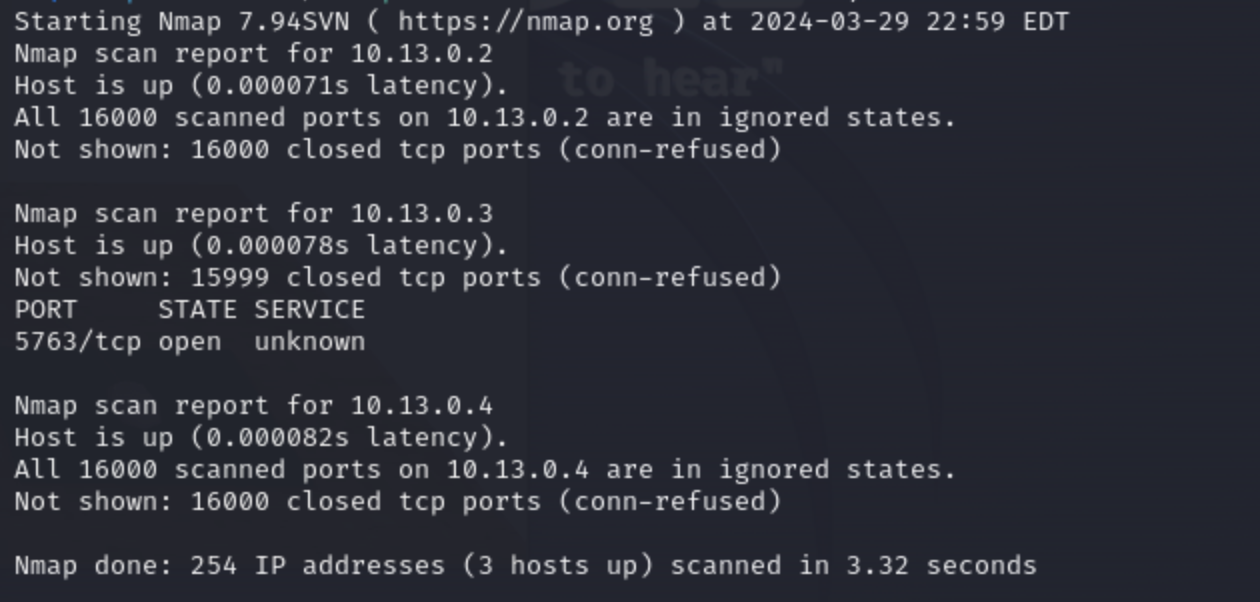 Starting Nmap 7.94SVN ( https://nmap.org ) at 2024-03-29 22:59 EDT
Nmap scan report for 10.13.0.2
to hear"
Host is up (0.000071s latency).
All 16000 scanned ports on 10.13.0.2 are in ignored states.
Not shown: 16000 closed tcp ports (conn-refused)

Nmap scan report for 10.13.0.3
Host is up (0.000078s latency).
Not shown: 15999 closed tcp ports (conn-refused)
PORT     STATE SERVICE
5763/tcp open  unknown

Nmap scan report for 10.13.0.4
Host is up (0.000082s latency).
All 16000 scanned ports on 10.13.0.4 are in ignored states.
Not shown: 16000 closed tcp ports (conn-refused)

Nmap done: 254 IP addresses (3 hosts up) scanned in 3.32 seconds